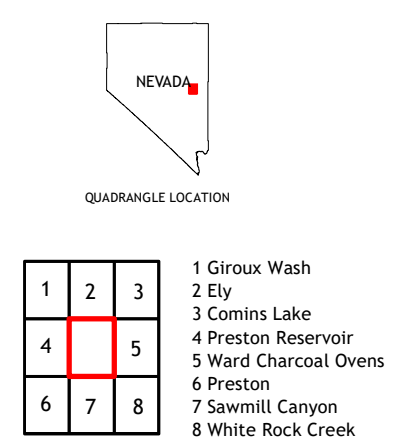 NEVADA
QUADRANGLE LOCATION
1 2 3
4 5
6 7 8
1 Giroux Wash
2 Ely
3 Comins Lake
4 Preston Reservoir
5 Ward Charcoal Ovens
6 Preston
7 Sawmill Canyon
8 White Rock Creek